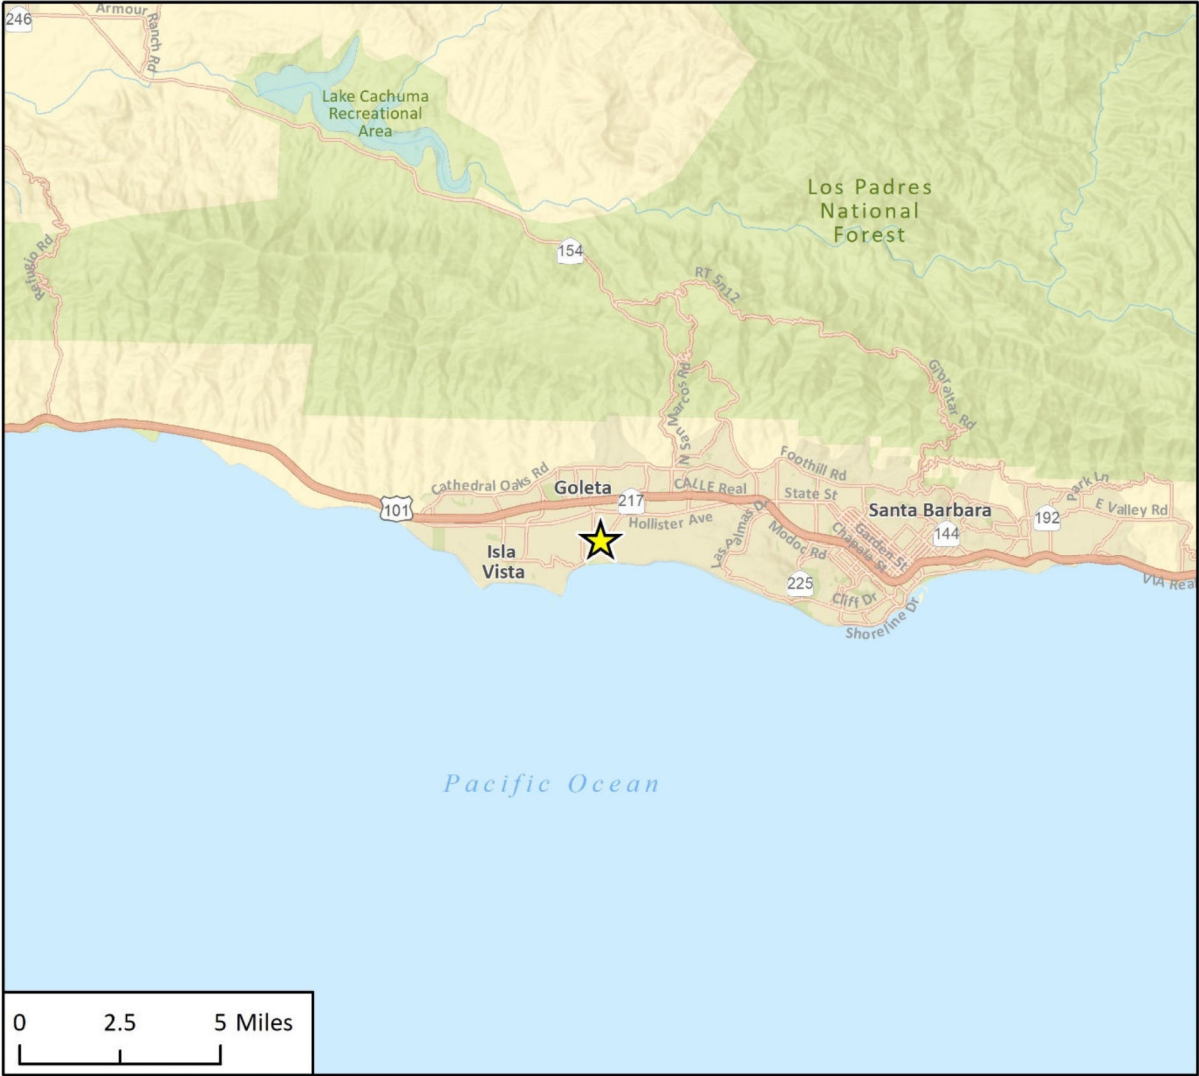 246
Armour
Ranch Rd
Lake Cachuma
Recreational
Area
Los Padres
National
Forest
Refugio Rd
154
RT 5n12
N San Marcos Rd
Gibraltar Rd
Foothill Rd
Cathedral Oaks Rd
Goleta
217
CALLE Real
State St
Park Ln
E Valley Rd
101
Hollister Ave
Las Palmas Dr
Modoc Rd
Garden St
Chapala St
Santa Barbara
144
192
Isla
Vista
225
Cliff Dr
Shoreline Dr
VIA Rea
Pacific Ocean
0 2.5 5 Miles